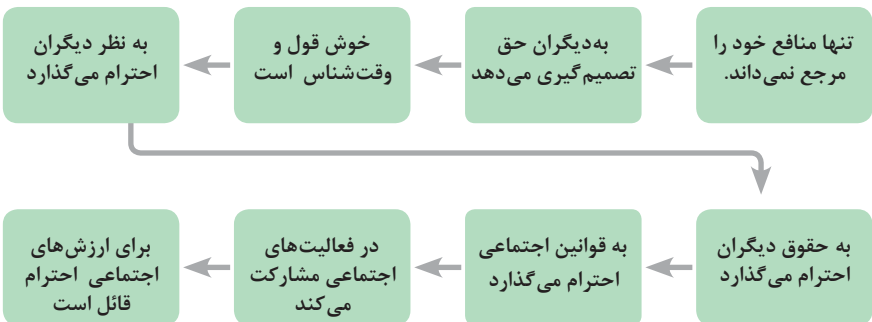 تنها منافع خود را
مرجع نمی‌داند.
به‌دیگران حق
تصمیم‌گیری می‌دهد
خوش قول و
وقت‌شناس است
به نظر دیگران
احترام می‌گذارد
به حقوق دیگران
احترام می‌گذارد
به قوانین اجتماعی
احترام می‌گذارد
در فعالیت‌های
اجتماعی مشارکت
می‌کند
برای ارزش‌های
اجتماعی احترام
قائل است